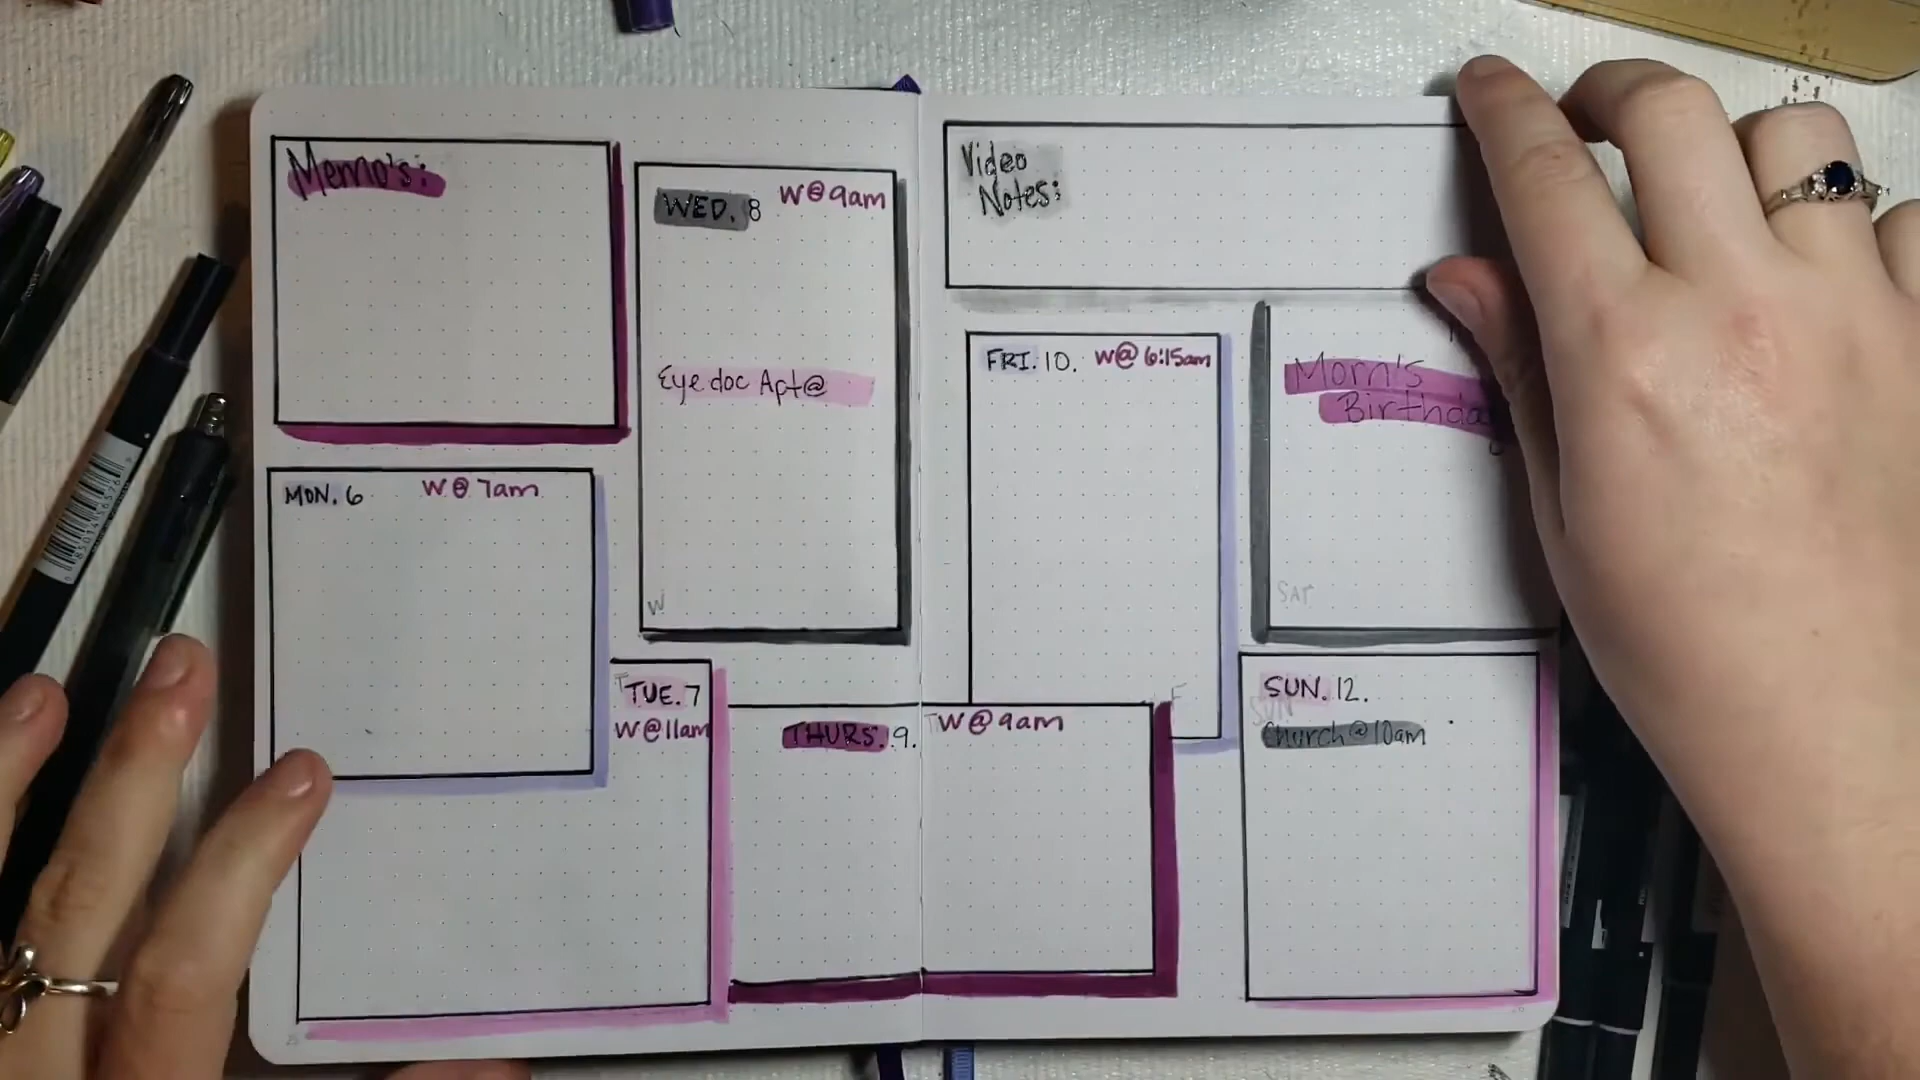 Memo's:
MON. 6 W@7am
TUE. 7
W@11am
WED. 8 W@9am
Eye doc Apt@
W
THURS. 9. W@9am
Video
Notes:
FRI. 10. W@6:15am
F
Mom's
Birthday
SAT
SUN. 12.
SUN
Church@10am